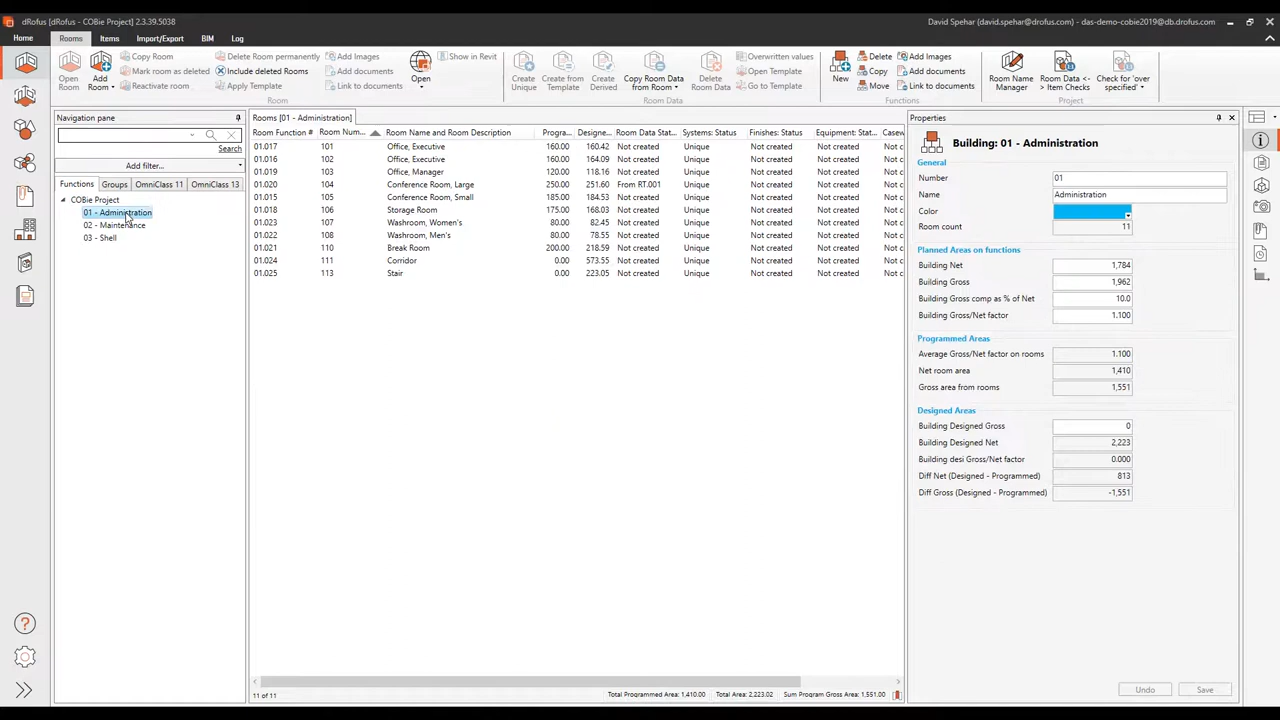 dRofus [dRofus - COBie Project] 2.3.39.5038
David Spehar (david.spehar@drofus.com) - das-demo-cobie2019@db.drofus.com
Home Rooms Items Import/Export BIM Log
Open Room
Add Room
Copy Room
Mark room as deleted
Reactivate room
Delete Room permanently
Include deleted Rooms
Apply Template
Add Images
Add documents
Link to documents
Room
Open
Show in Revit
Create Unique
Create from Template
Create Derived
Copy Room Data from Room
Delete Room
Overwritten values
Open Template
Go to Template
Room Data
New
Delete
Copy
Move
Add Images
Add documents
Link to documents
Functions
Room Name Manager
Room Data <-> Item Checks
Check for 'over specified'
Project
Navigation pane
Search
Add filter...
Functions Groups OmniClass 11 OmniClass 13
COBie Project
01 - Administration
02 - Maintenance
03 - Shell
Rooms [01 - Administration]
Room Function # Room Num... Room Name and Room Description Progra... Designe... Room Data Stat... Systems: Status Finishes: Status Equipment: Stat... Casew
01.017 101 Office, Executive 160.00 160.42 Not created Unique Not created Not created Not c
01.016 102 Office, Executive 160.00 164.09 Not created Unique Not created Not created Not c
01.019 103 Office, Manager 120.00 118.16 Not created Unique Not created Not created Not c
01.020 104 Conference Room, Large 250.00 251.60 From RT.001 Unique Not created Not created Not c
01.015 105 Conference Room, Small 185.00 184.53 Not created Unique Not created Not created Not c
01.018 106 Storage Room 175.00 168.03 Not created Unique Not created Not created Not c
01.023 107 Washroom, Women's 80.00 82.45 Not created Unique Not created Not created Not c
01.022 108 Washroom, Men's 80.00 78.55 Not created Unique Not created Not created Not c
01.021 110 Break Room 200.00 218.59 Not created Unique Not created Not created Not c
01.024 111 Corridor 0.00 573.55 Not created Unique Not created Not created Not c
01.025 113 Stair 0.00 223.05 Not created Unique Not created Not created Not c
11 of 11 Total Programmed Area: 1,410.00 Total Area: 2,223.02 Sum Program Gross Area: 1,551.00
Properties
Building: 01 - Administration
General
Number 01
Name Administration
Color
Room count 11
Planned Areas on functions
Building Net 1,784
Building Gross 1,962
Building Gross comp as % of Net 10.0
Building Gross/Net factor 1.100
Programmed Areas
Average Gross/Net factor on rooms 1.100
Net room area 1,410
Gross area from rooms 1,551
Designed Areas
Building Designed Gross 0
Building Designed Net 2,223
Building desi Gross/Net factor 0.000
Diff Net (Designed - Programmed) 813
Diff Gross (Designed - Programmed) -1,551
Undo Save